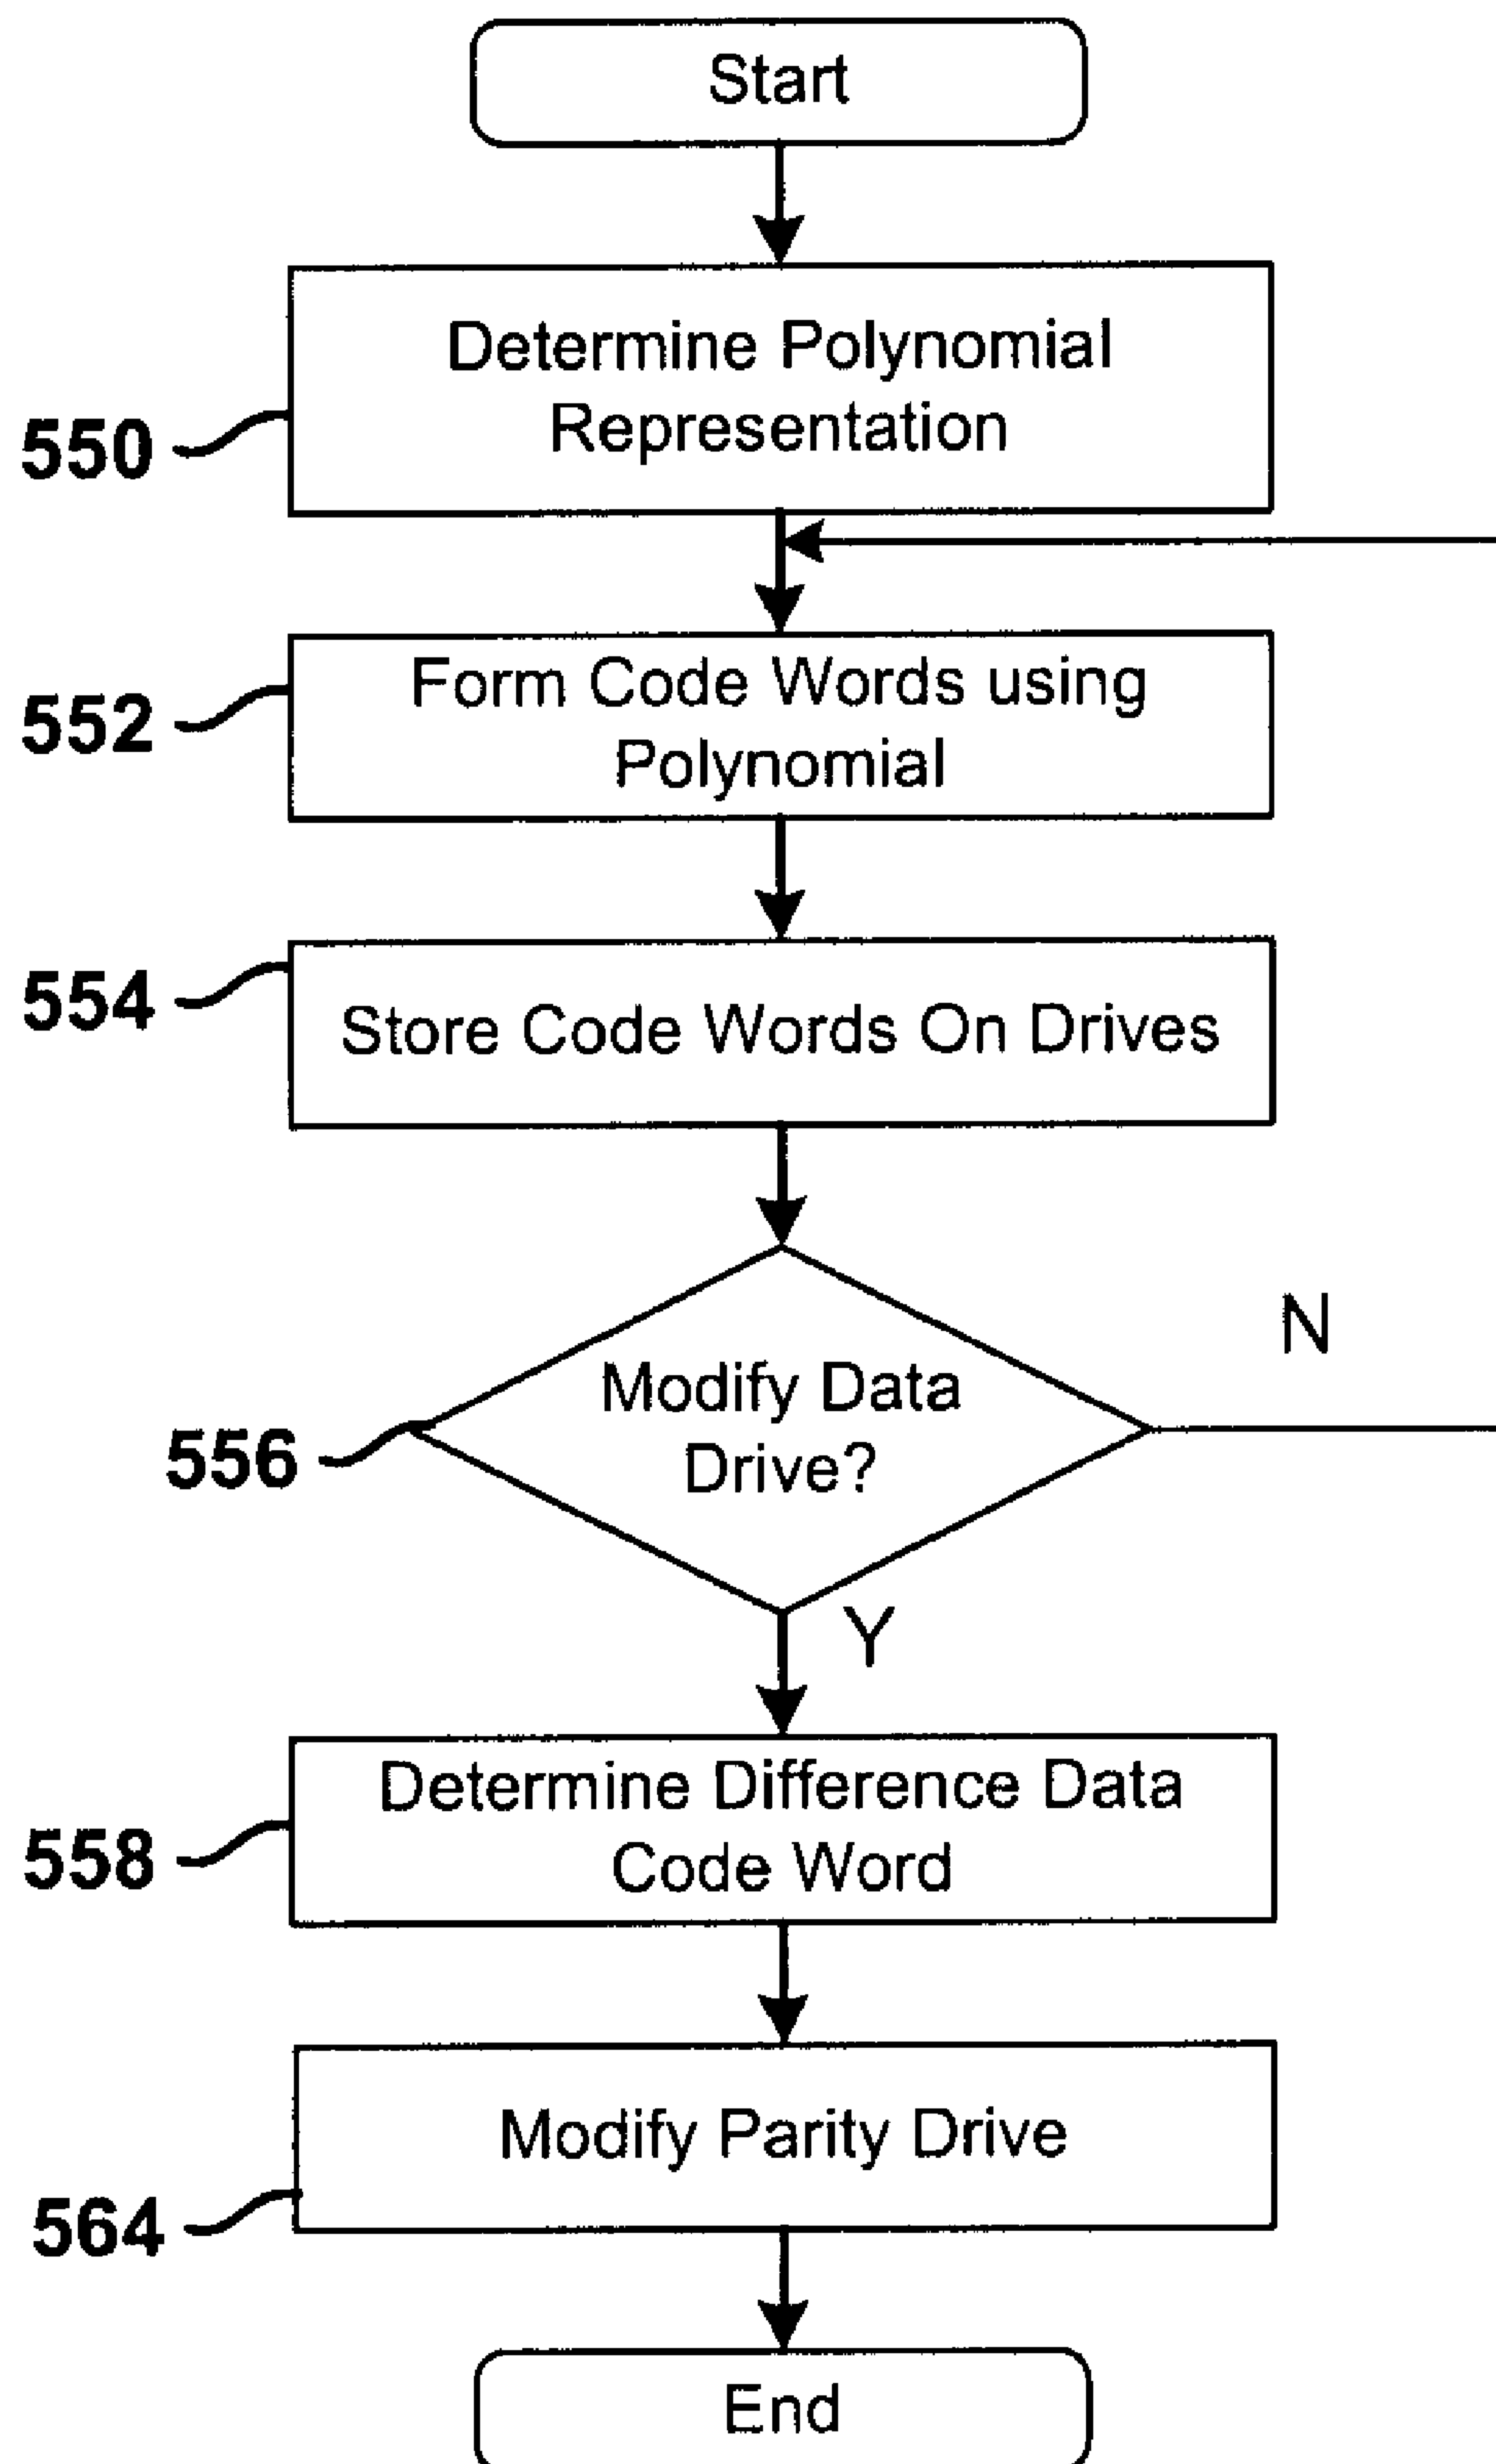 Start
Determine Polynomial
Representation
550
Form Code Words using
Polynomial
552
554
Store Code Words On Drives
N
Modify Data
Drive?
556
Y
Determine Difference Data
Code Word
558
Modify Parity Drive
564
End